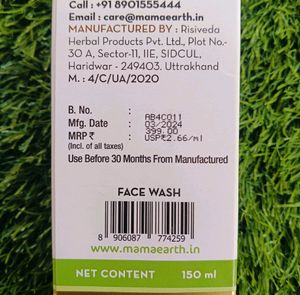 Call : +91 8901555444
Email : care@mamaearth.in
MANUFACTURED BY : Risiveda
Herbal Products Pvt. Ltd., Plot No.-
30 A, Sector-11, IIE, SIDCUL,
Haridwar - 249403. Uttrakhand
M. : 4/C/UA/2020
B. No. : AB4C011
Mfg. Date : 03/2024
MRP ₹ : 399.00
(Incl. of all taxes) USP₹2.66/ml
Use Before 30 Months From Manufactured
FACE WASH
8 906087 774259
www.mamaearth.in
NET CONTENT 150 ml